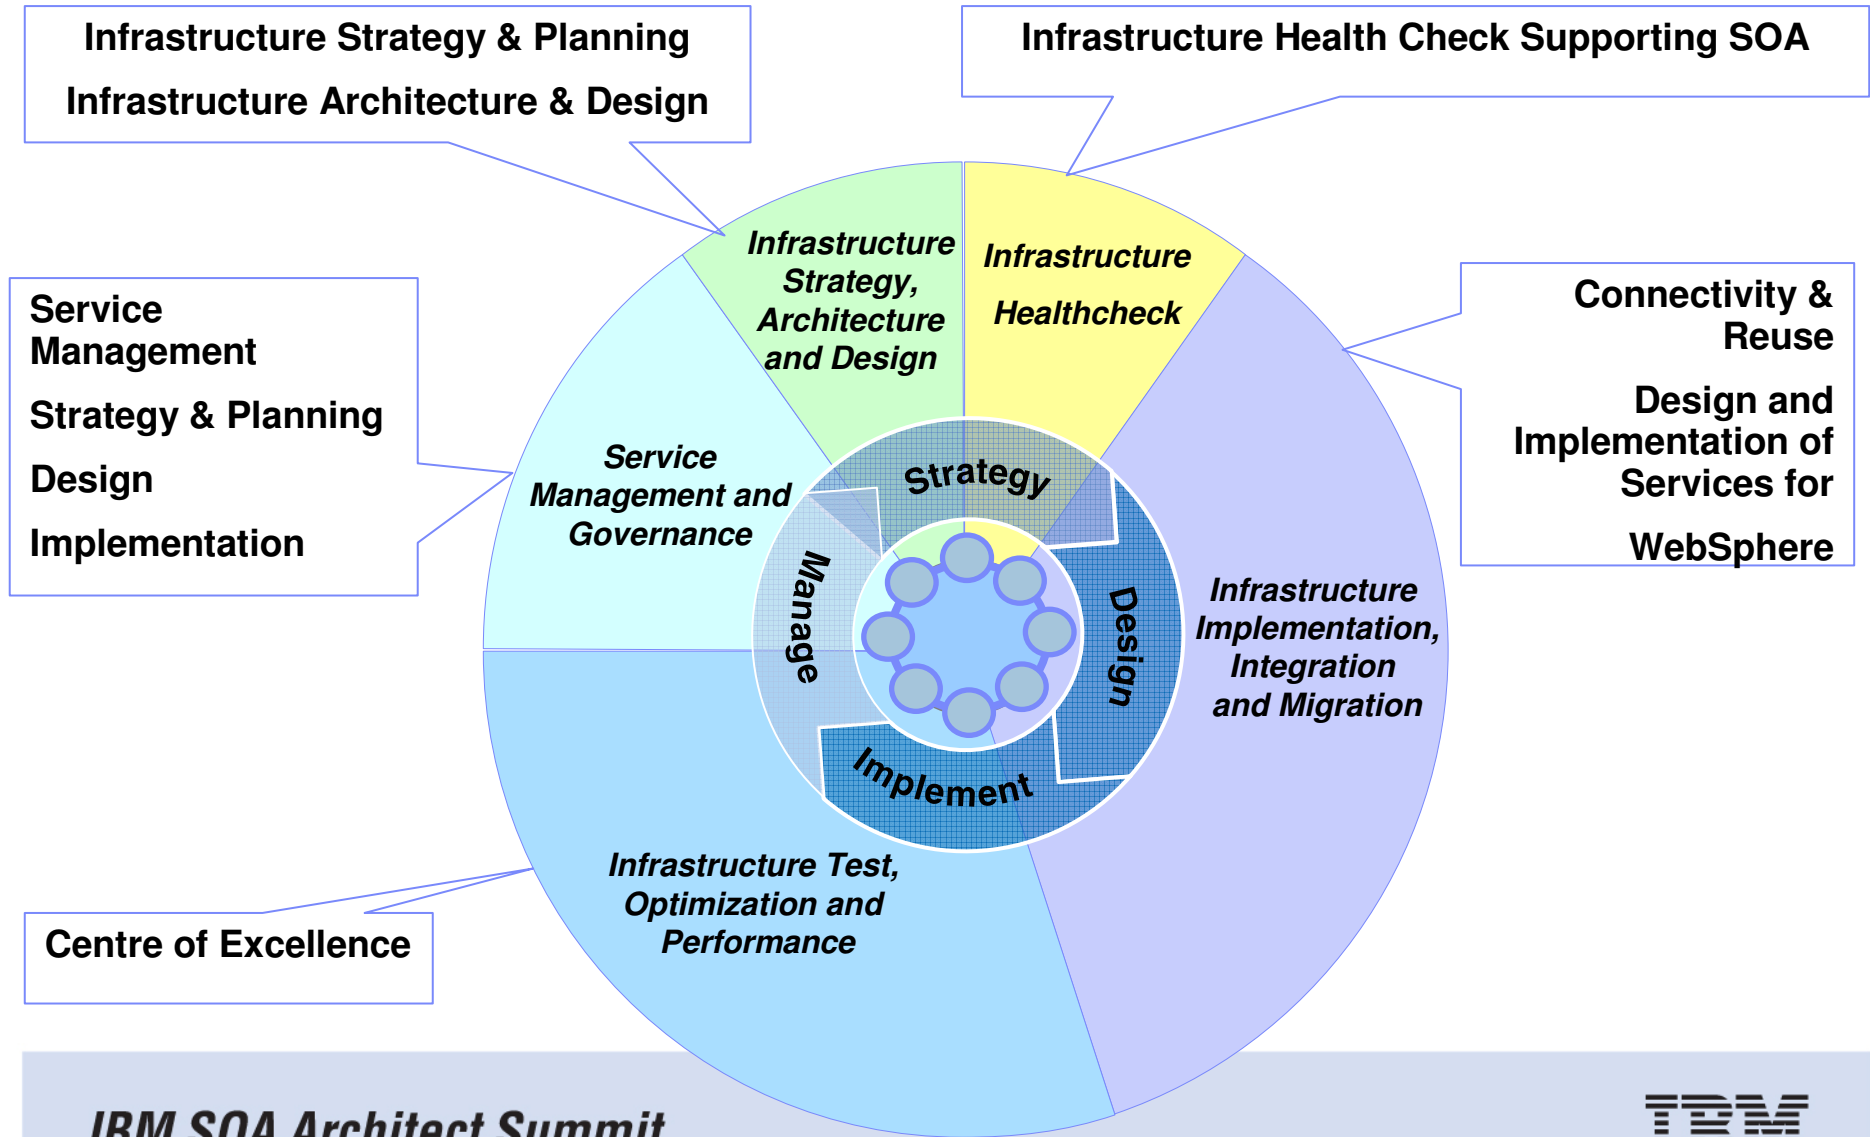 Infrastructure Strategy & Planning
Infrastructure Architecture & Design
Infrastructure Health Check Supporting SOA
Infrastructure
Strategy,
Architecture
and Design
Infrastructure
Healthcheck
Service
Management
Strategy & Planning
Design
Implementation
Connectivity &
Reuse
Design and
Implementation of
Services for
WebSphere
Service
Management and
Governance
Strategy
Manage
Design
Implement
Infrastructure
Implementation,
Integration
and Migration
Infrastructure Test,
Optimization and
Performance
Centre of Excellence
IBM SOA Architect Summit
IBM